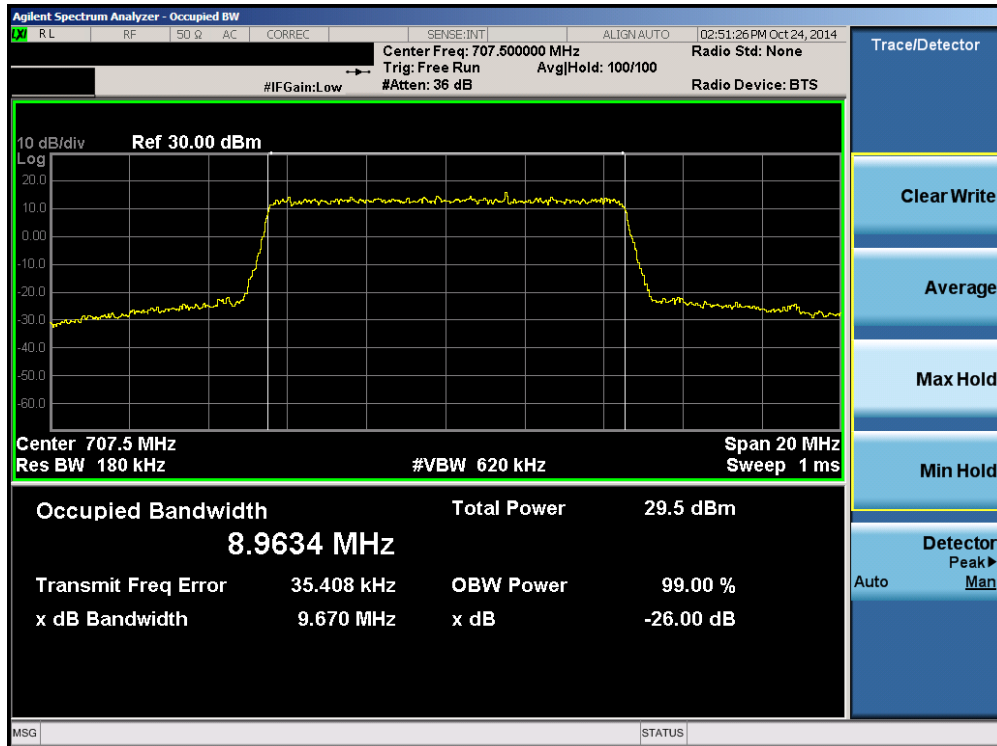 Agilent Spectrum Analyzer - Occupied BW
LXI RL RF 50 Ω AC CORREC SENSE:INT ALIGN AUTO 02:51:26 PM Oct 24, 2014
Center Freq: 707.500000 MHz Radio Std: None
Trig: Free Run Avg|Hold: 100/100
#IFGain:Low #Atten: 36 dB Radio Device: BTS
10 dB/div Ref 30.00 dBm
Log
20.0
10.0
0.00
-10.0
-20.0
-30.0
-40.0
-50.0
-60.0
Center 707.5 MHz Span 20 MHz
Res BW 180 kHz #VBW 620 kHz Sweep 1 ms
Occupied Bandwidth Total Power 29.5 dBm
8.9634 MHz
Transmit Freq Error 35.408 kHz OBW Power 99.00 %
x dB Bandwidth 9.670 MHz x dB -26.00 dB
MSG STATUS
Trace/Detector
Clear Write
Average
Max Hold
Min Hold
Detector
Peak▶
Auto Man